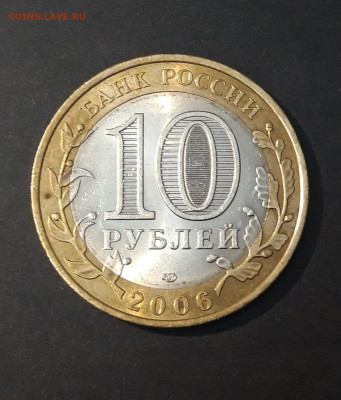 COINS.LAVE.RU
БАНК РОССИИ
10
РУБЛЕЙ
2006